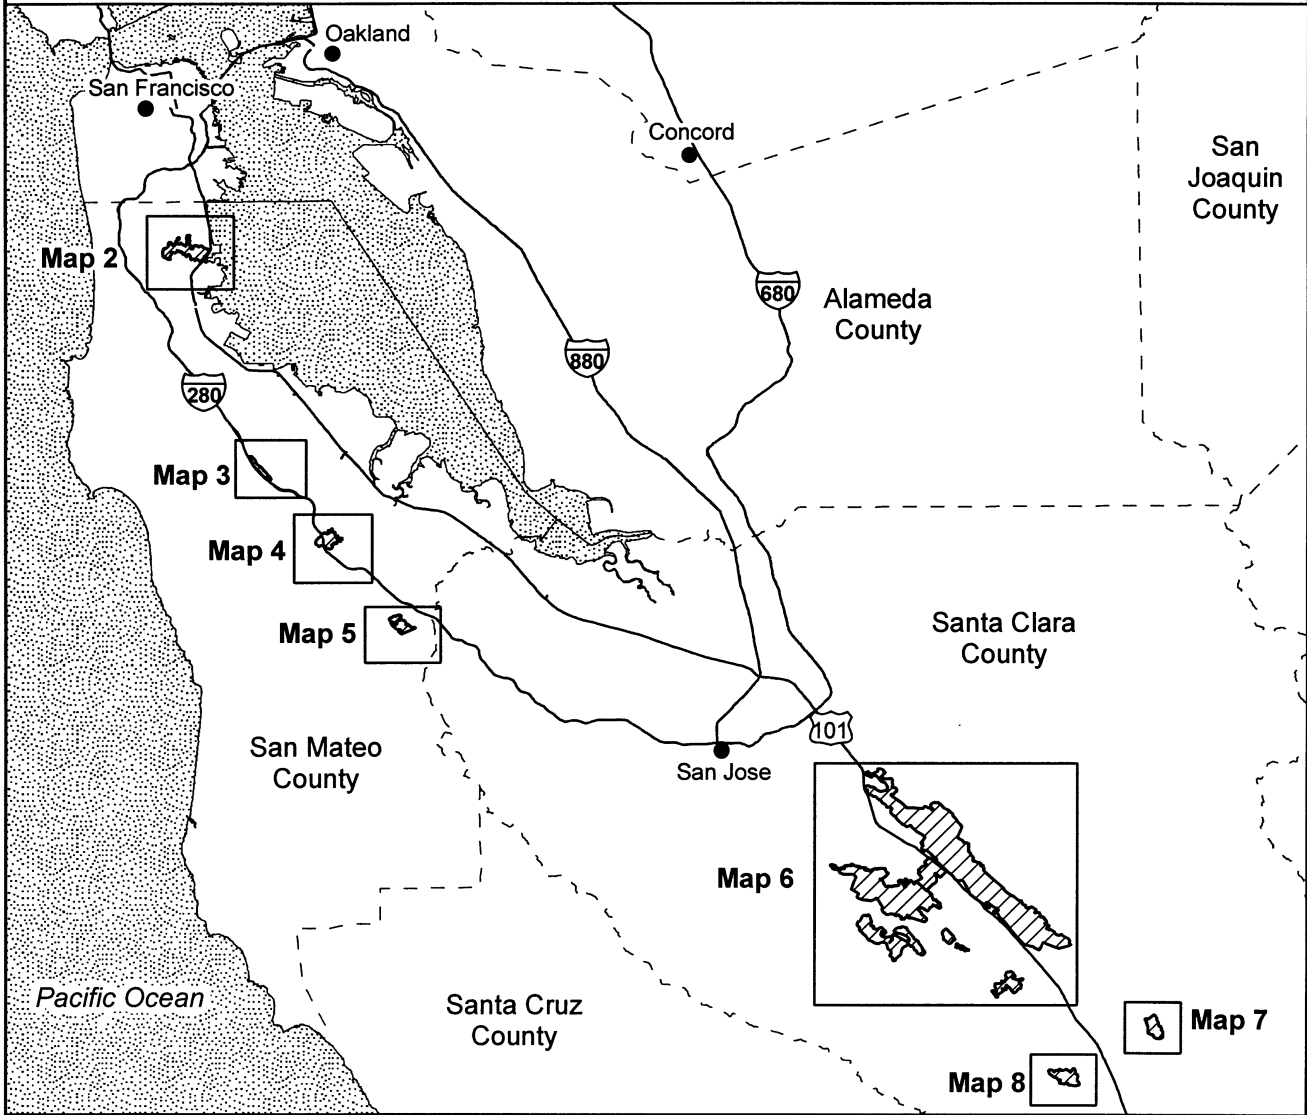 Oakland
San Francisco
Concord
San
Joaquin
County
Map 2
680
Alameda
County
880
280
Map 3
Map 4
Map 5
Santa Clara
County
101
San Mateo
County
San Jose
Map 6
Pacific Ocean
Santa Cruz
County
Map 7
Map 8